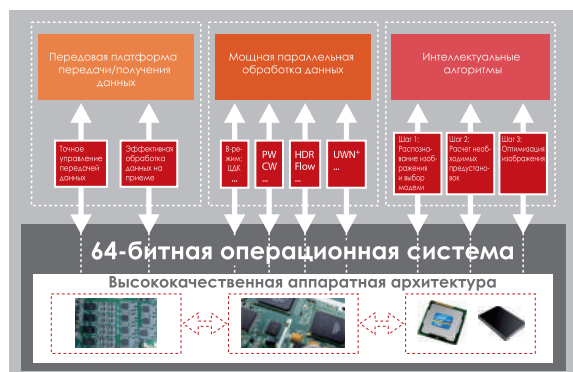 Передовая платформа
передачи/получения
данных
Мощная параллельная
обработка данных
Интеллектуальные
алгоритмы
Точное
управление
передачей
данных
Эффективная
обработка
данных на
приеме
В-ре-
жим;
ЦДК
...
PW
CW
...
HDR
Flow
...
UWN+
...
Шаг 1:
Распозна-
вание изоб-
ражения
и выбор
модели
Шаг 2:
Расчет необ-
ходимых
предустано-
вок
Шаг 3:
Оптимизация
изображения
64-битная операционная система
Высококачественная аппаратная архитектура